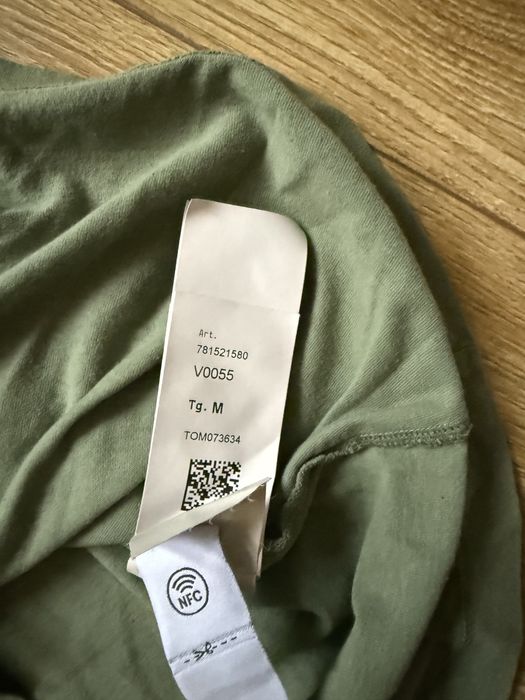 Art.
781521580
V0055
Tg. M
TOM073634
NFC